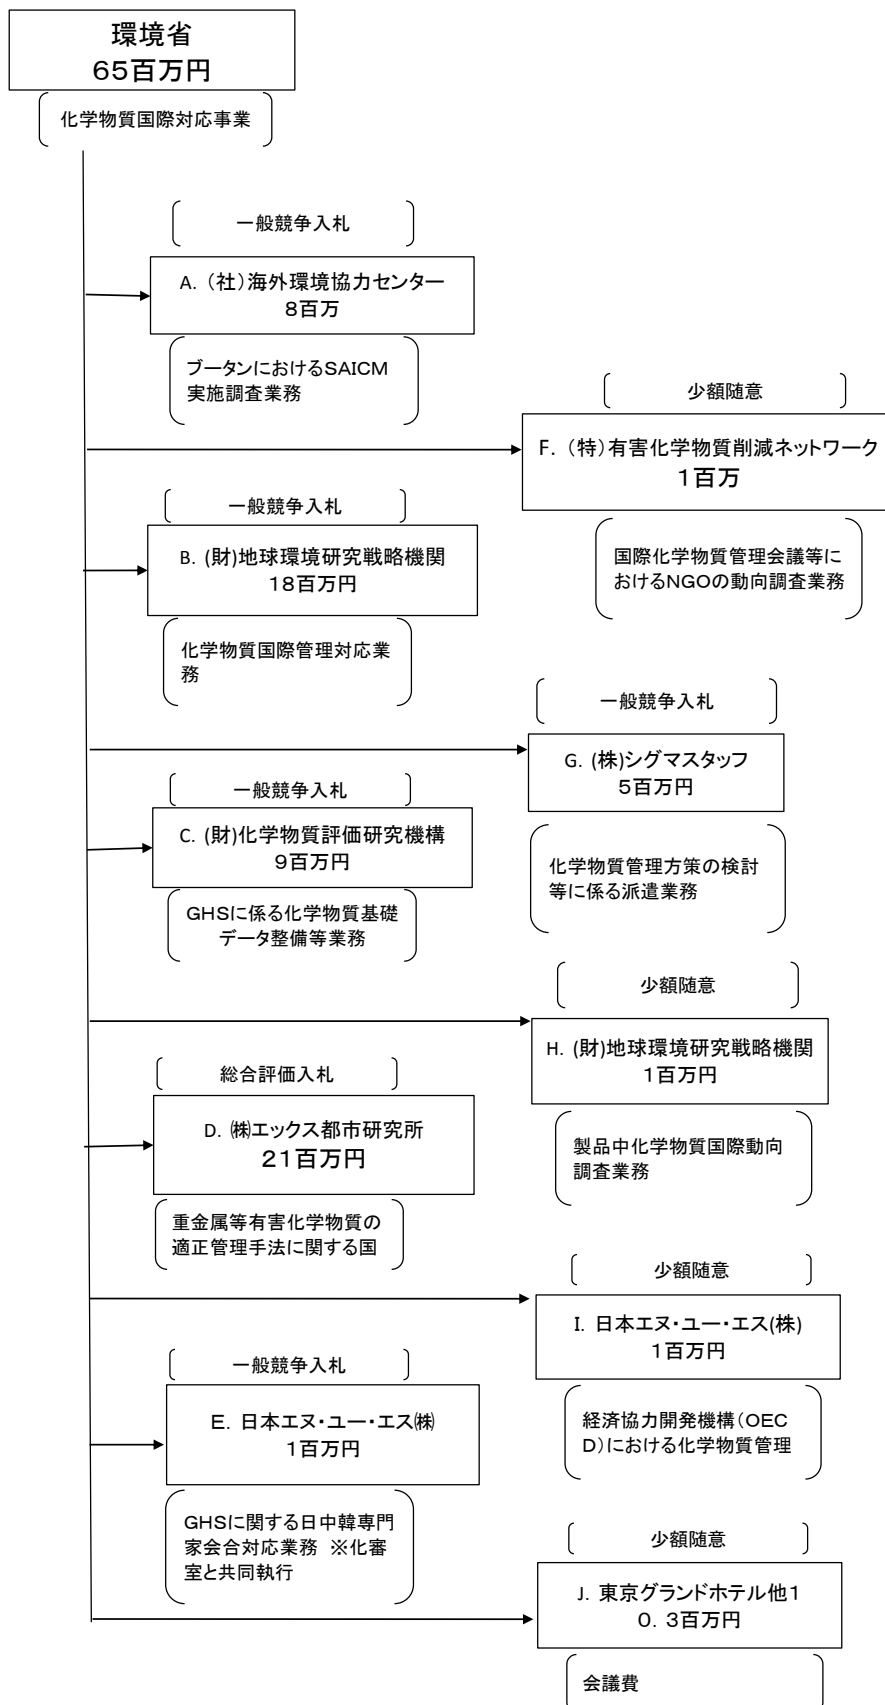 環境省
65百万円
化学物質国際対応事業
一般競争入札
A. （社）海外環境協力センター
8百万
ブータンにおけるSAICM
実施調査業務
少額随意
F. （特）有害化学物質削減ネットワーク
1百万
国際化学物質管理会議等に
おけるNGOの動向調査業務
一般競争入札
B. (財)地球環境研究戦略機関
18百万円
化学物質国際管理対応業
務
一般競争入札
G. (株)シグマスタッフ
5百万円
化学物質管理方策の検討
等に係る派遣業務
一般競争入札
C. (財)化学物質評価研究機構
9百万円
GHSに係る化学物質基礎
データ整備等業務
少額随意
H. (財)地球環境研究戦略機関
1百万円
製品中化学物質国際動向
調査業務
総合評価入札
D. ㈱エックス都市研究所
21百万円
重金属等有害化学物質の
適正管理手法に関する国
少額随意
I. 日本エヌ・ユー・エス(株)
1百万円
経済協力開発機構（OEC
D）における化学物質管理
一般競争入札
E. 日本エヌ・ユー・エス㈱
1百万円
GHSに関する日中韓専門
家会合対応業務 ※化審
室と共同執行
少額随意
J. 東京グランドホテル他1
0. 3百万円
会議費